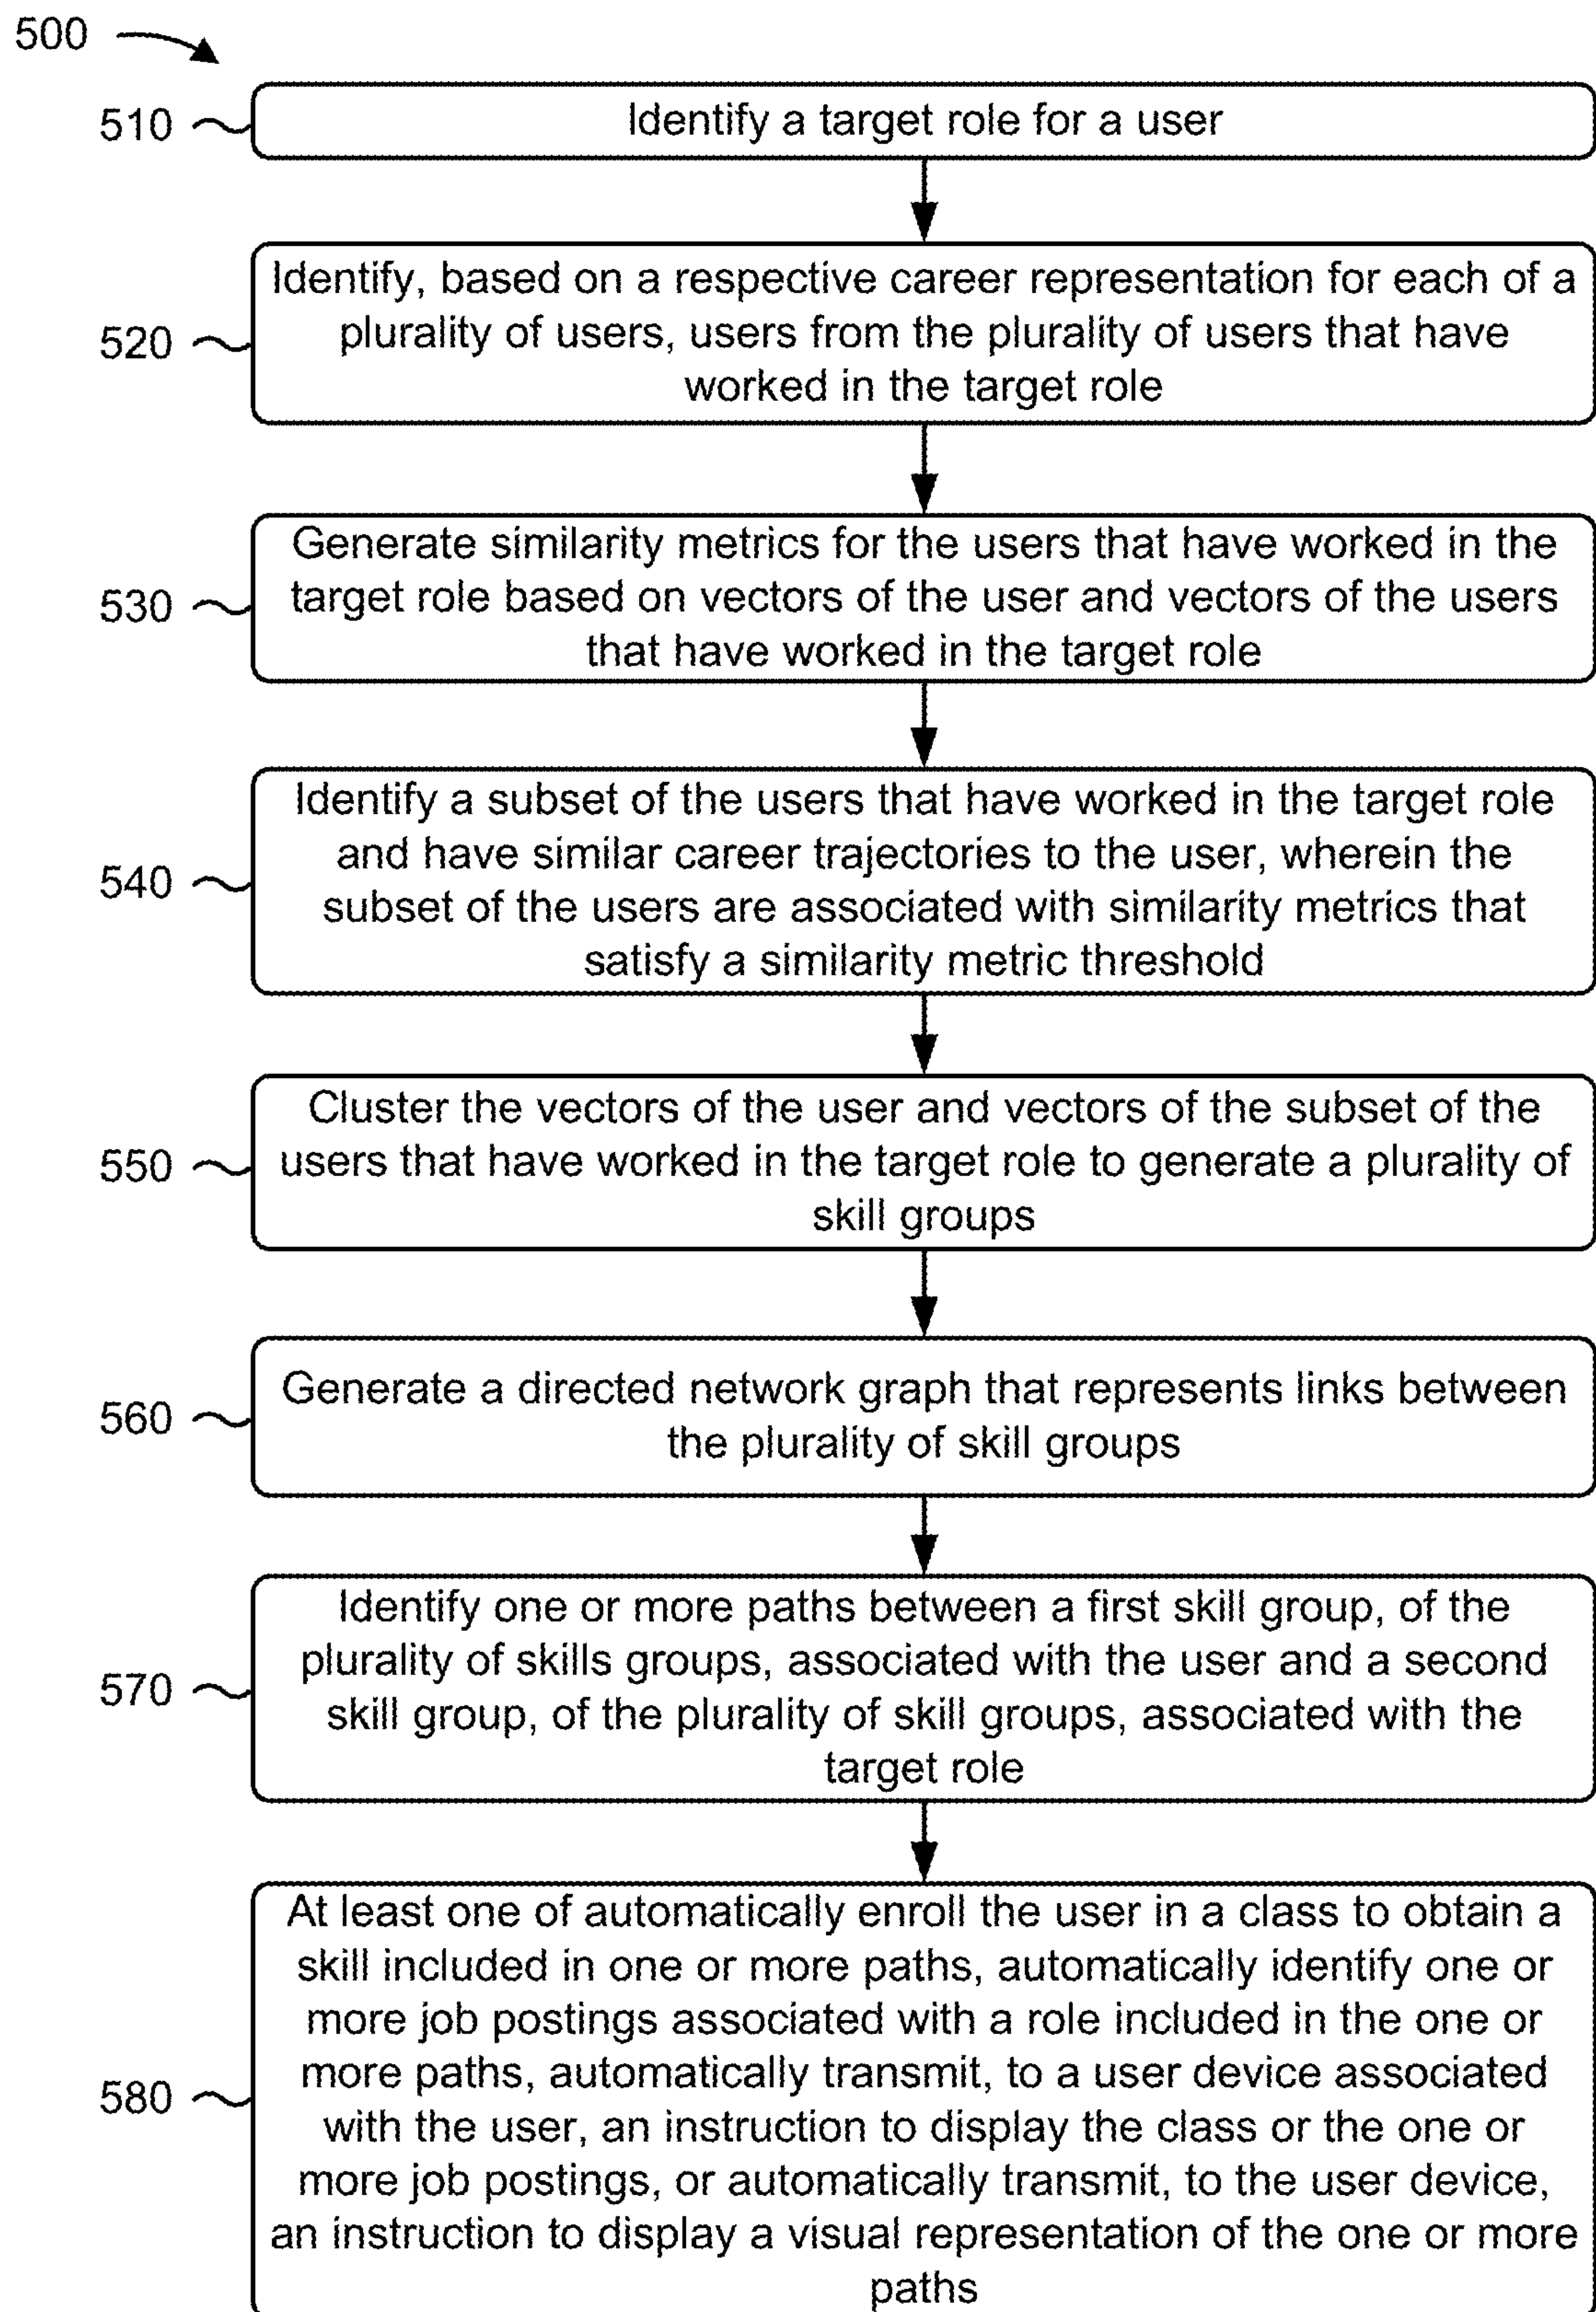 500
510
Identify a target role for a user
520
Identify, based on a respective career representation for each of a
plurality of users, users from the plurality of users that have
worked in the target role
530
Generate similarity metrics for the users that have worked in the
target role based on vectors of the user and vectors of the users
that have worked in the target role
540
Identify a subset of the users that have worked in the target role
and have similar career trajectories to the user, wherein the
subset of the users are associated with similarity metrics that
satisfy a similarity metric threshold
550
Cluster the vectors of the user and vectors of the subset of the
users that have worked in the target role to generate a plurality of
skill groups
560
Generate a directed network graph that represents links between
the plurality of skill groups
570
Identify one or more paths between a first skill group, of the
plurality of skills groups, associated with the user and a second
skill group, of the plurality of skill groups, associated with the
target role
580
At least one of automatically enroll the user in a class to obtain a
skill included in one or more paths, automatically identify one or
more job postings associated with a role included in the one or
more paths, automatically transmit, to a user device associated
with the user, an instruction to display the class or the one or
more job postings, or automatically transmit, to the user device,
an instruction to display a visual representation of the one or more
paths